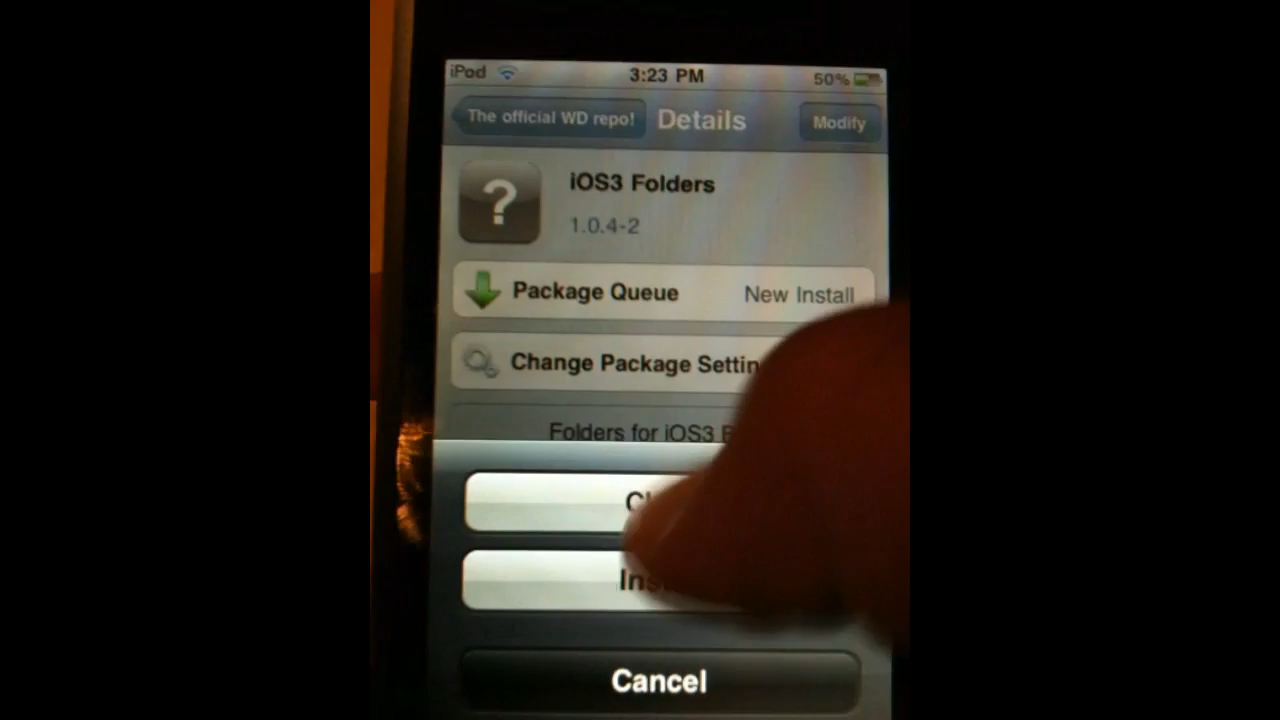 iPod 3:23 PM 50%
The official WD repo! Details Modify
iOS3 Folders
1.0.4-2
Package Queue New Install
Change Package
Folders for iOS3
Cancel